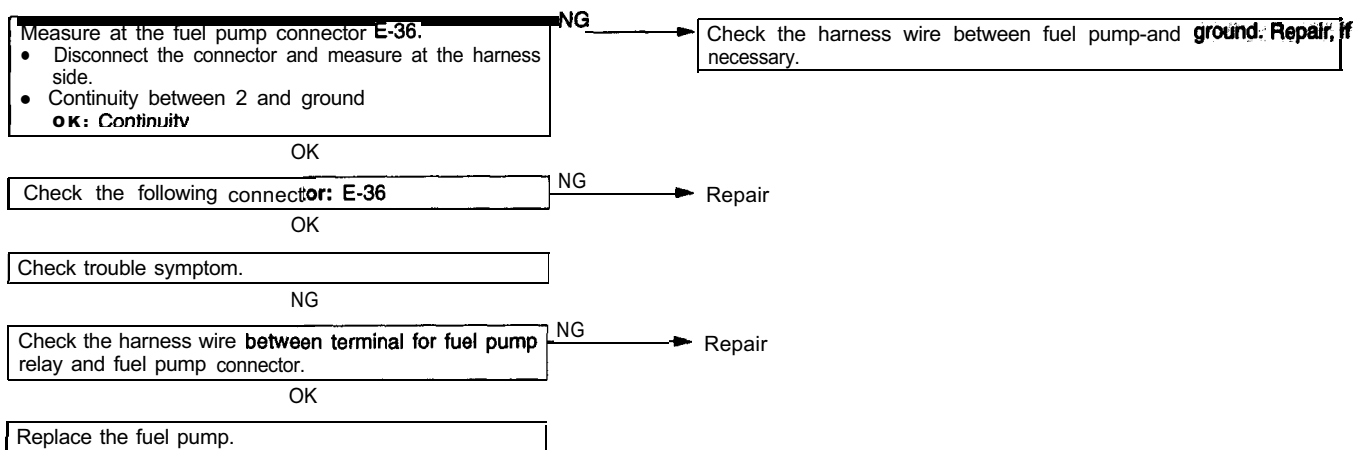 Measure at the fuel pump connector E-36.
● Disconnect the connector and measure at the harness
side.
● Continuity between 2 and ground
OK: Continuity
NG
Check the harness wire between fuel pump-and ground. Repair, if
necessary.
OK
Check the following connector: E-36
NG
Repair
OK
Check trouble symptom.
NG
Check the harness wire between terminal for fuel pump
relay and fuel pump connector.
NG
Repair
OK
Replace the fuel pump.